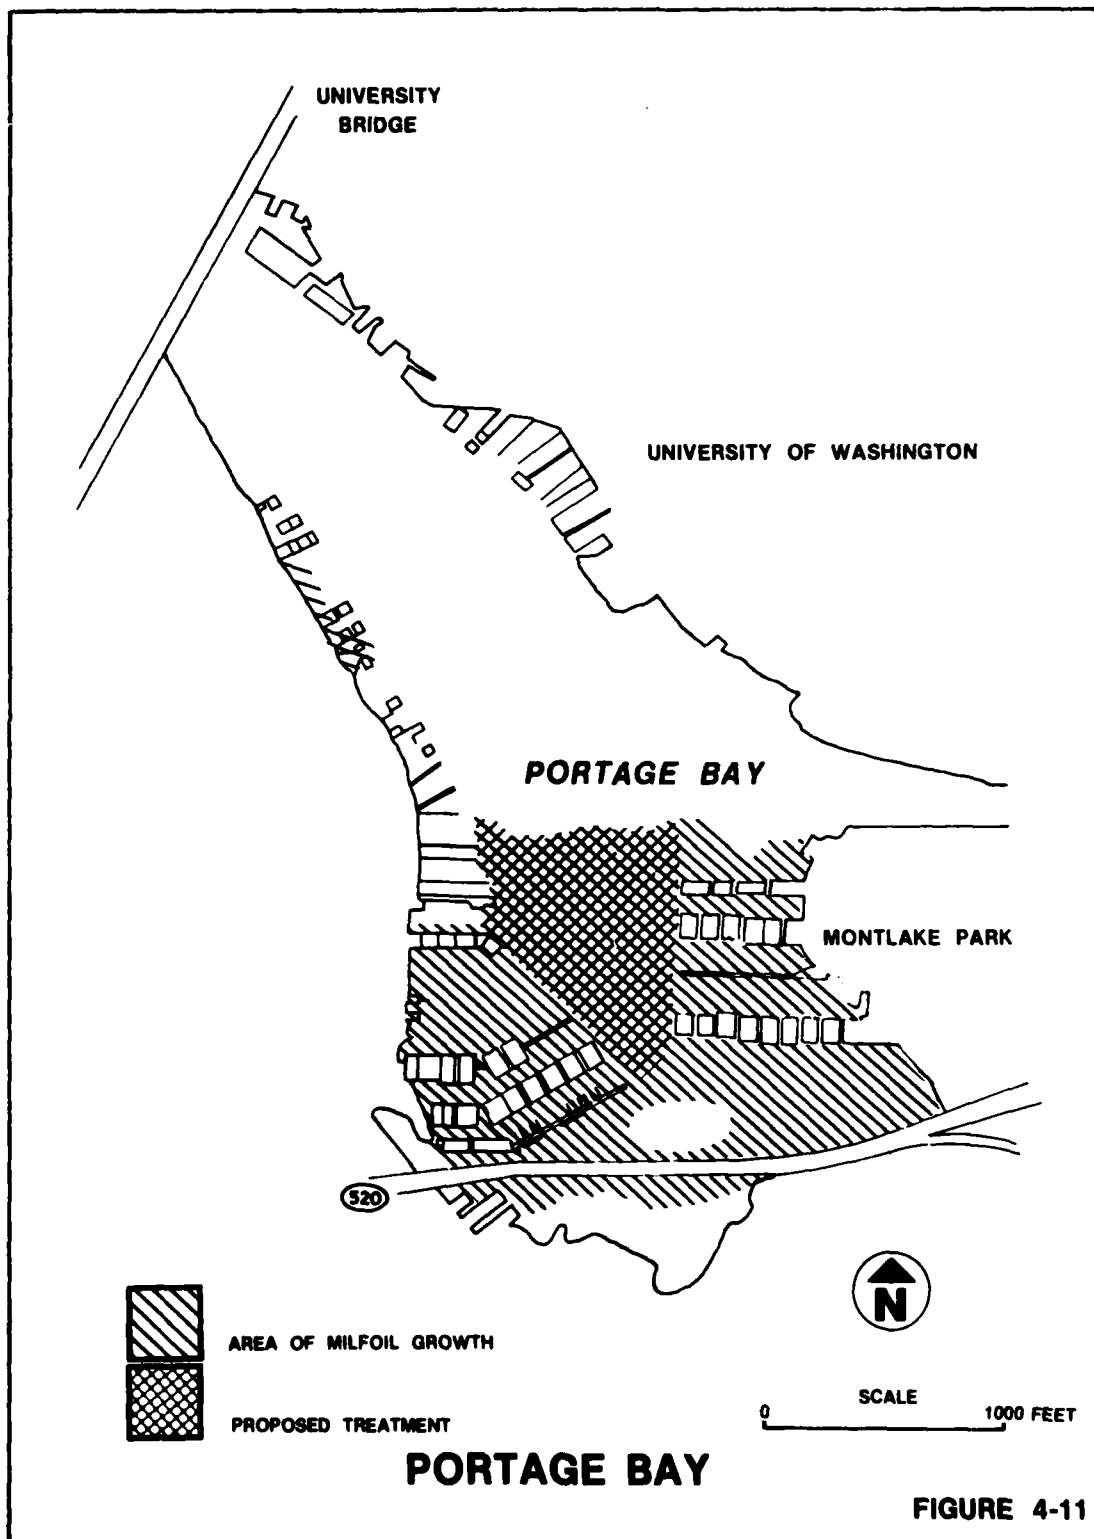 UNIVERSITY
BRIDGE
UNIVERSITY OF WASHINGTON
PORTAGE BAY
MONTLAKE PARK
520
N
AREA OF MILFOIL GROWTH
PROPOSED TREATMENT
SCALE
0 1000 FEET
PORTAGE BAY
FIGURE 4-11